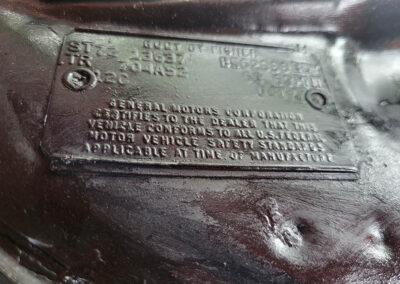 BODY BY FISHER
ST
TR
12C
GENERAL MOTORS CORPORATION
CERTIFIES TO THE DEALER THAT THIS
VEHICLE CONFORMS TO ALL U.S. FEDERAL
MOTOR VEHICLE SAFETY STANDARDS
APPLICABLE AT TIME OF MANUFACTURE